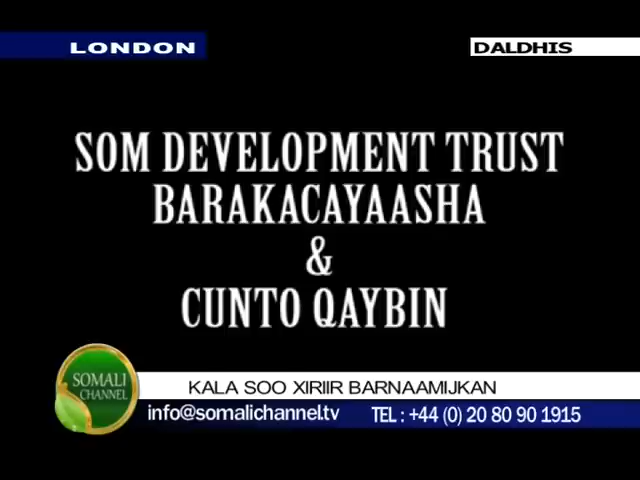 LONDON
DALDHIS
SOM DEVELOPMENT TRUST
BARAKACAYAASHA
&
CUNTO QAYBIN
SOMALI
CHANNEL
KALA SOO XIRIIR BARNAAMIJKAN
info@somalichannel.tv TEL : +44 (0) 20 80 90 1915